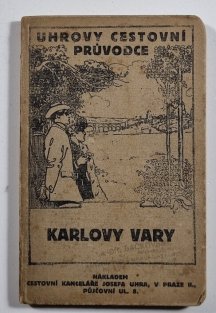 UHROVY CESTOVNÍ
PRŮVODCE
KARLOVY VARY
NÁKLADEM
CESTOVNÍ KANCELÁŘE JOSEFA UHRA, V PRAZE II.,
PŮJČOVNÍ UL. 8.